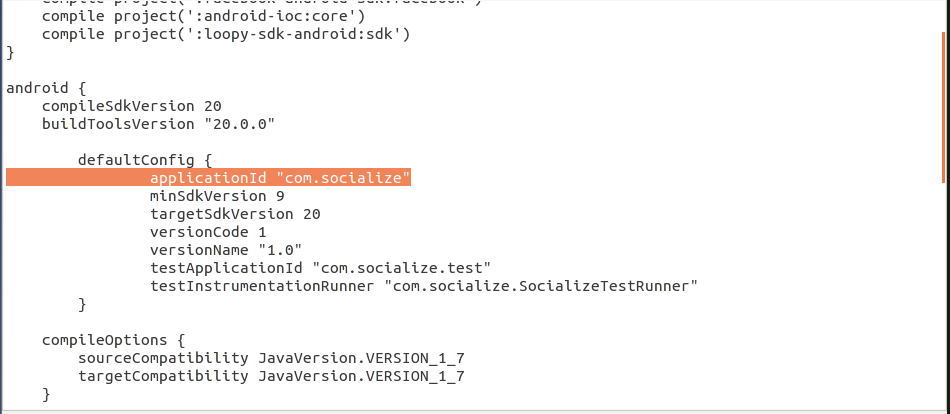 compile project(':android-ioc:core')
compile project(':loopy-sdk-android:sdk')
}
android {
compileSdkVersion 20
buildToolsVersion "20.0.0"
defaultConfig {
applicationId "com.socialize"
minSdkVersion 9
targetSdkVersion 20
versionCode 1
versionName "1.0"
testApplicationId "com.socialize.test"
testInstrumentationRunner "com.socialize.SocializeTestRunner"
}
compileOptions {
sourceCompatibility JavaVersion.VERSION_1_7
targetCompatibility JavaVersion.VERSION_1_7
}